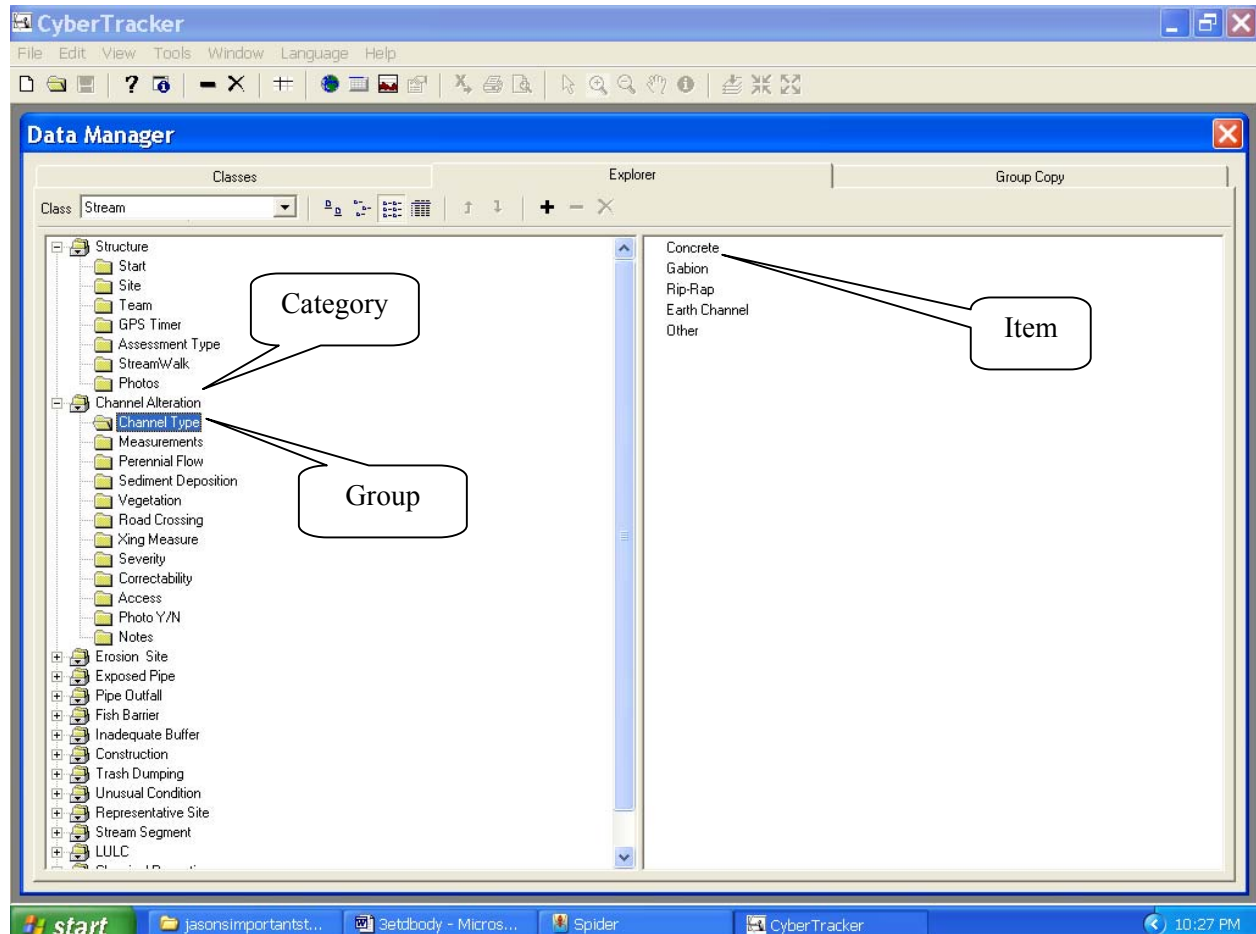 CyberTracker
File Edit View Tools Window Language Help
Data Manager
Classes Explorer Group Copy
Class Stream
Structure
Start
Site
Team
GPS Timer
Assessment Type
StreamWalk
Photos
Channel Alteration
Channel Type
Measurements
Perennial Flow
Sediment Deposition
Vegetation
Road Crossing
Xing Measure
Severity
Correctability
Access
Photo Y/N
Notes
Erosion Site
Exposed Pipe
Pipe Outfall
Fish Barrier
Inadequate Buffer
Construction
Trash Dumping
Unusual Condition
Representative Site
Stream Segment
LULC
Category
Group
Concrete
Gabion
Rip-Rap
Earth Channel
Other
Item
start jasonsimportantst... 3etdbody - Micros... Spider CyberTracker 10:27 PM